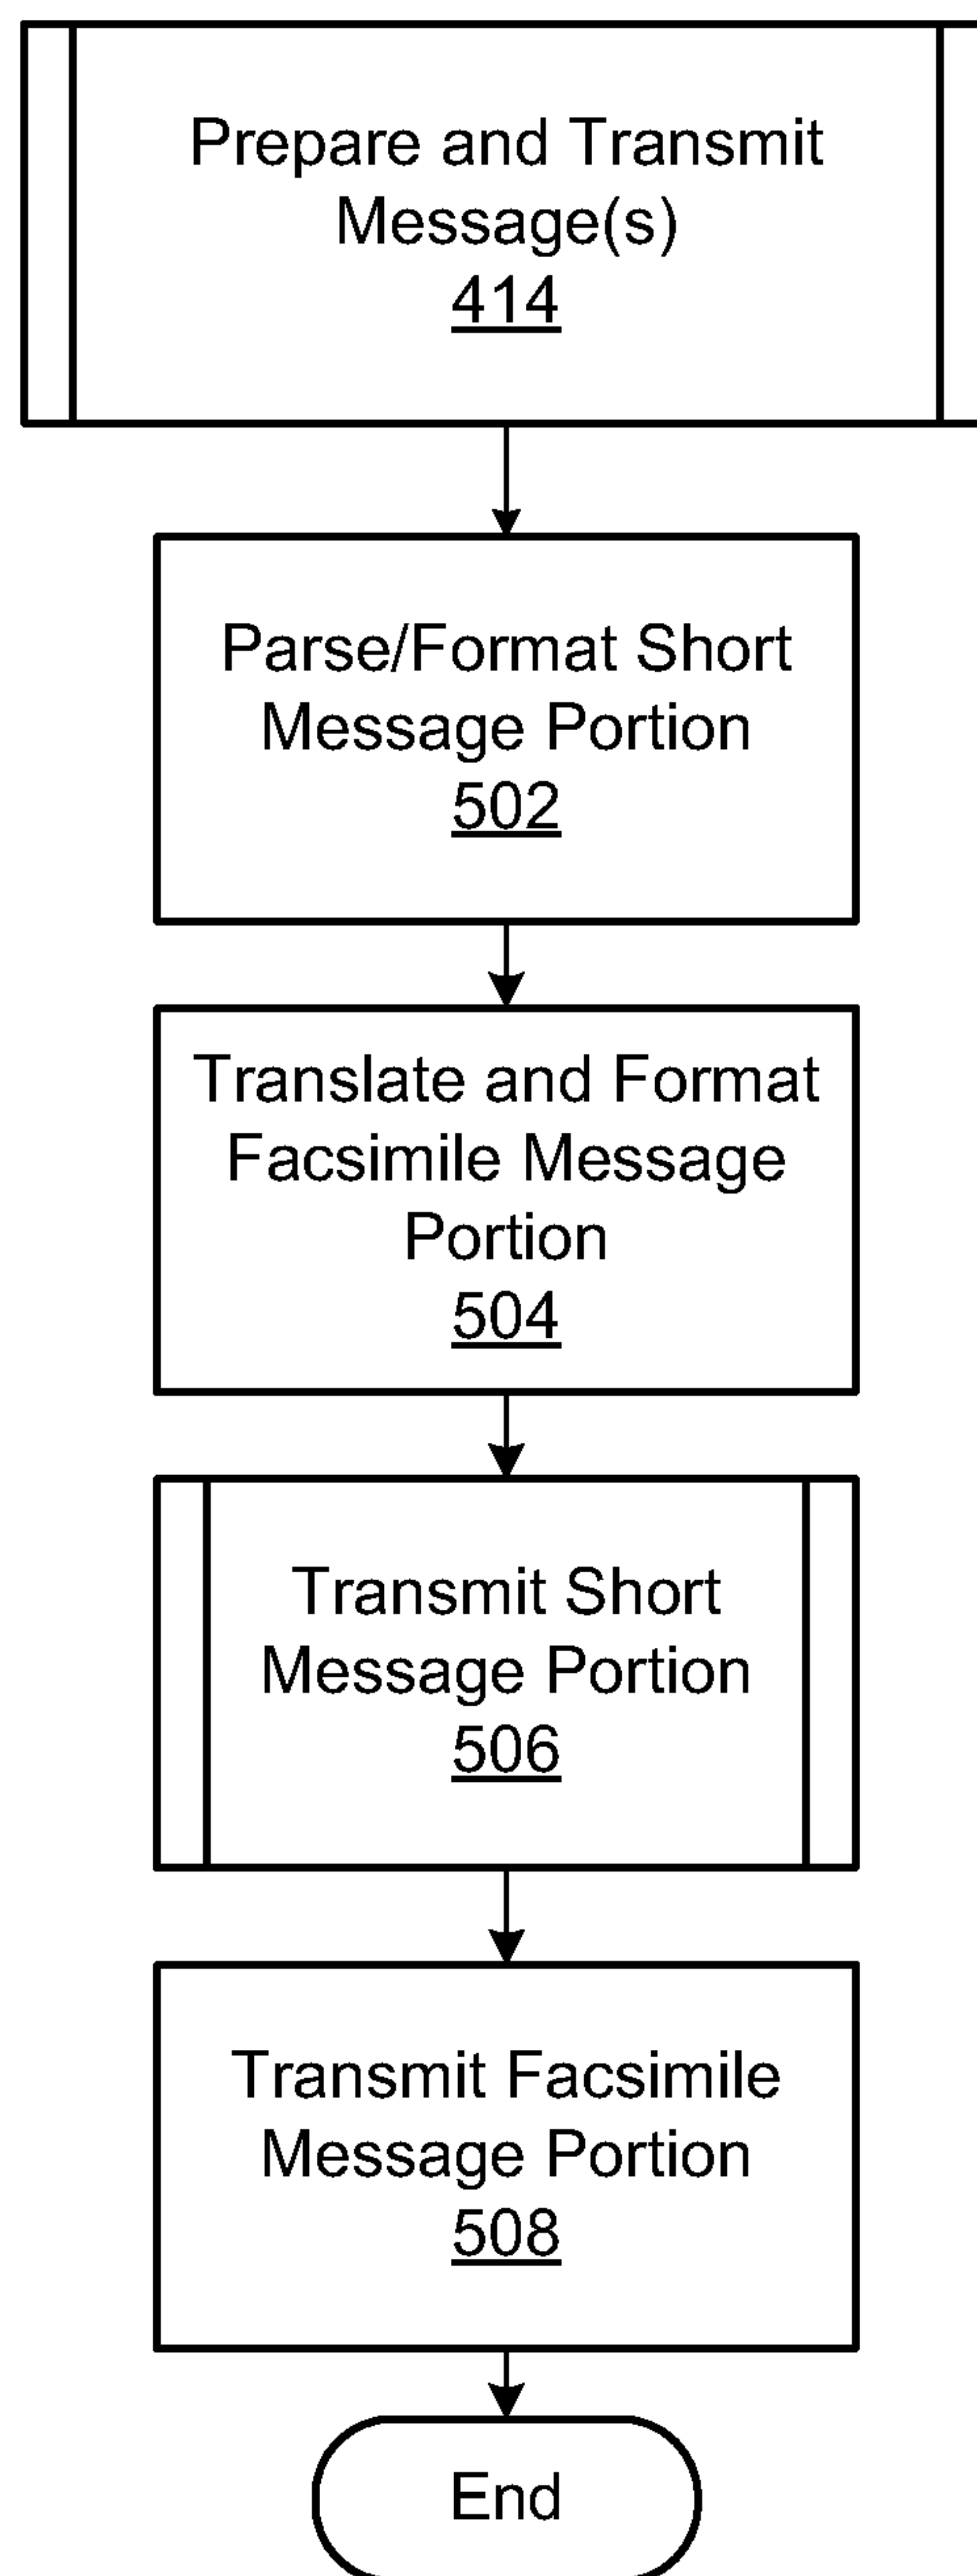 Prepare and Transmit
Message(s)
414
Parse/Format Short
Message Portion
502
Translate and Format
Facsimile Message
Portion
504
Transmit Short
Message Portion
506
Transmit Facsimile
Message Portion
508
End